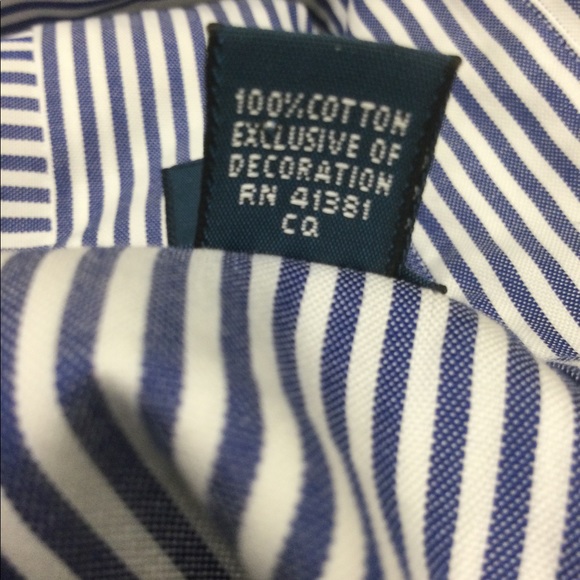 100% COTTON
EXCLUSIVE OF
DECORATION
RN 41381
CQ